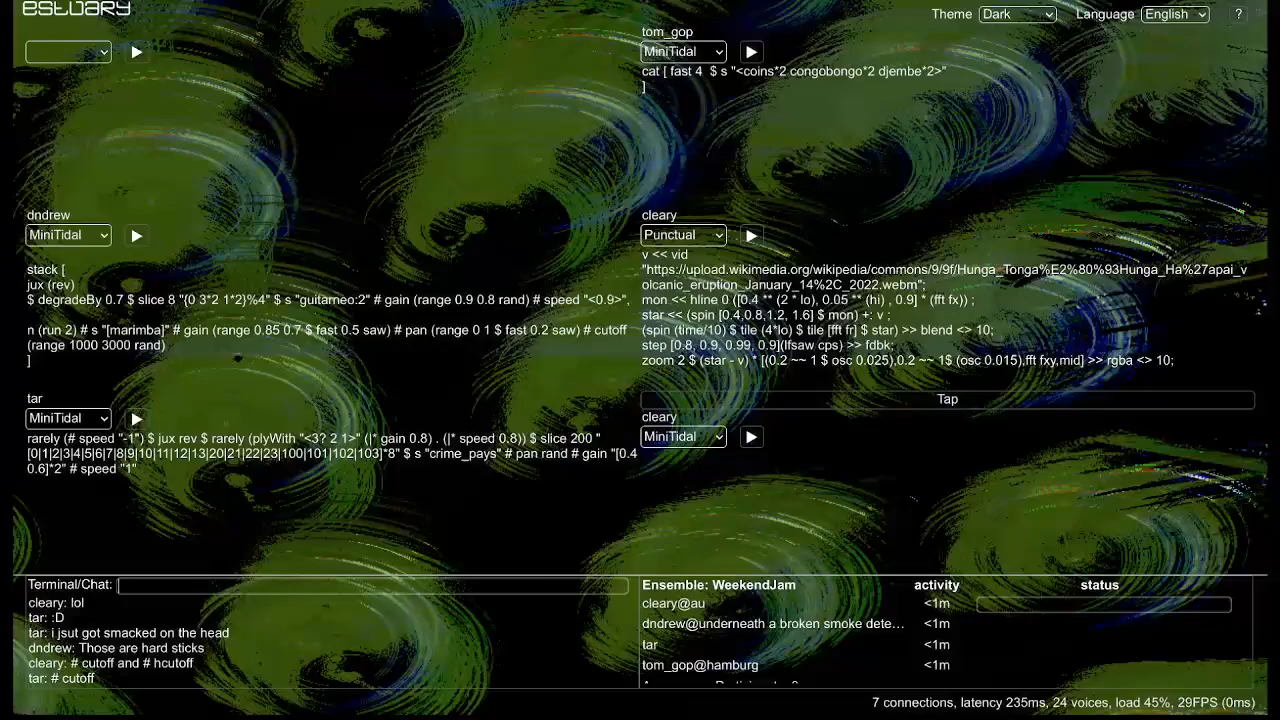 estuary
Theme Dark Language English ?
tom_gop
MiniTidal
cat [ fast 4 $ s "<coins*2 congobongo*2 djembe*2>"
]
dndrew
MiniTidal
stack [
jux (rev)
$ degradeBy 0.7 $ slice 8 "{0 3*2 1*2}%4" $ s "guitarneo:2" # gain (range 0.9 0.8 rand) # speed "<0.9>",
n (run 2) # s "[marimba]" # gain (range 0.85 0.7 $ fast 0.5 saw) # pan (range 0 1 $ fast 0.2 saw) # cutoff
(range 1000 3000 rand)
]
cleary
Punctual
v << vid
"https://upload.wikimedia.org/wikipedia/commons/9/9f/Hunga_Tonga%E2%80%93Hunga_Ha%27apai_v
olcanic_eruption_January_14%2C_2022.webm";
mon << hline 0 ([0.4 ** (2 * lo), 0.05 ** (hi) , 0.9] * (fft fx)) ;
star << (spin [0.4,0.8,1.2, 1.6] $ mon) +: v ;
(spin (time/10) $ tile (4*lo) $ tile [fft fr] $ star) >> blend <> 10;
step [0.8, 0.9, 0.99, 0.9](lfsaw cps) >> fdbk;
zoom 2 $ (star - v) * [(0.2 ~~ 1 $ osc 0.025),0.2 ~~ 1$ (osc 0.015),fft fxy,mid] >> rgba <> 10;
tar
MiniTidal
rarely (# speed "-1") $ jux rev $ rarely (plyWith "<3? 2 1>" (|* gain 0.8) . (|* speed 0.8)) $ slice 200 "
[0|1|2|3|4|5|6|7|8|9|10|11|12|13|20|21|22|23|100|101|102|103]*8" $ s "crime_pays" # pan rand # gain "[0.4
0.6]*2" # speed "1"
Tap
cleary
MiniTidal
Terminal/Chat:
cleary: lol
tar: :D
tar: i jsut got smacked on the head
dndrew: Those are hard sticks
cleary: # cutoff and # hcutoff
tar: # cutoff
Ensemble: WeekendJam activity status
cleary@au <1m
dndrew@underneath a broken smoke dete... <1m
tar <1m
tom_gop@hamburg <1m
7 connections, latency 235ms, 24 voices, load 45%, 29FPS (0ms)